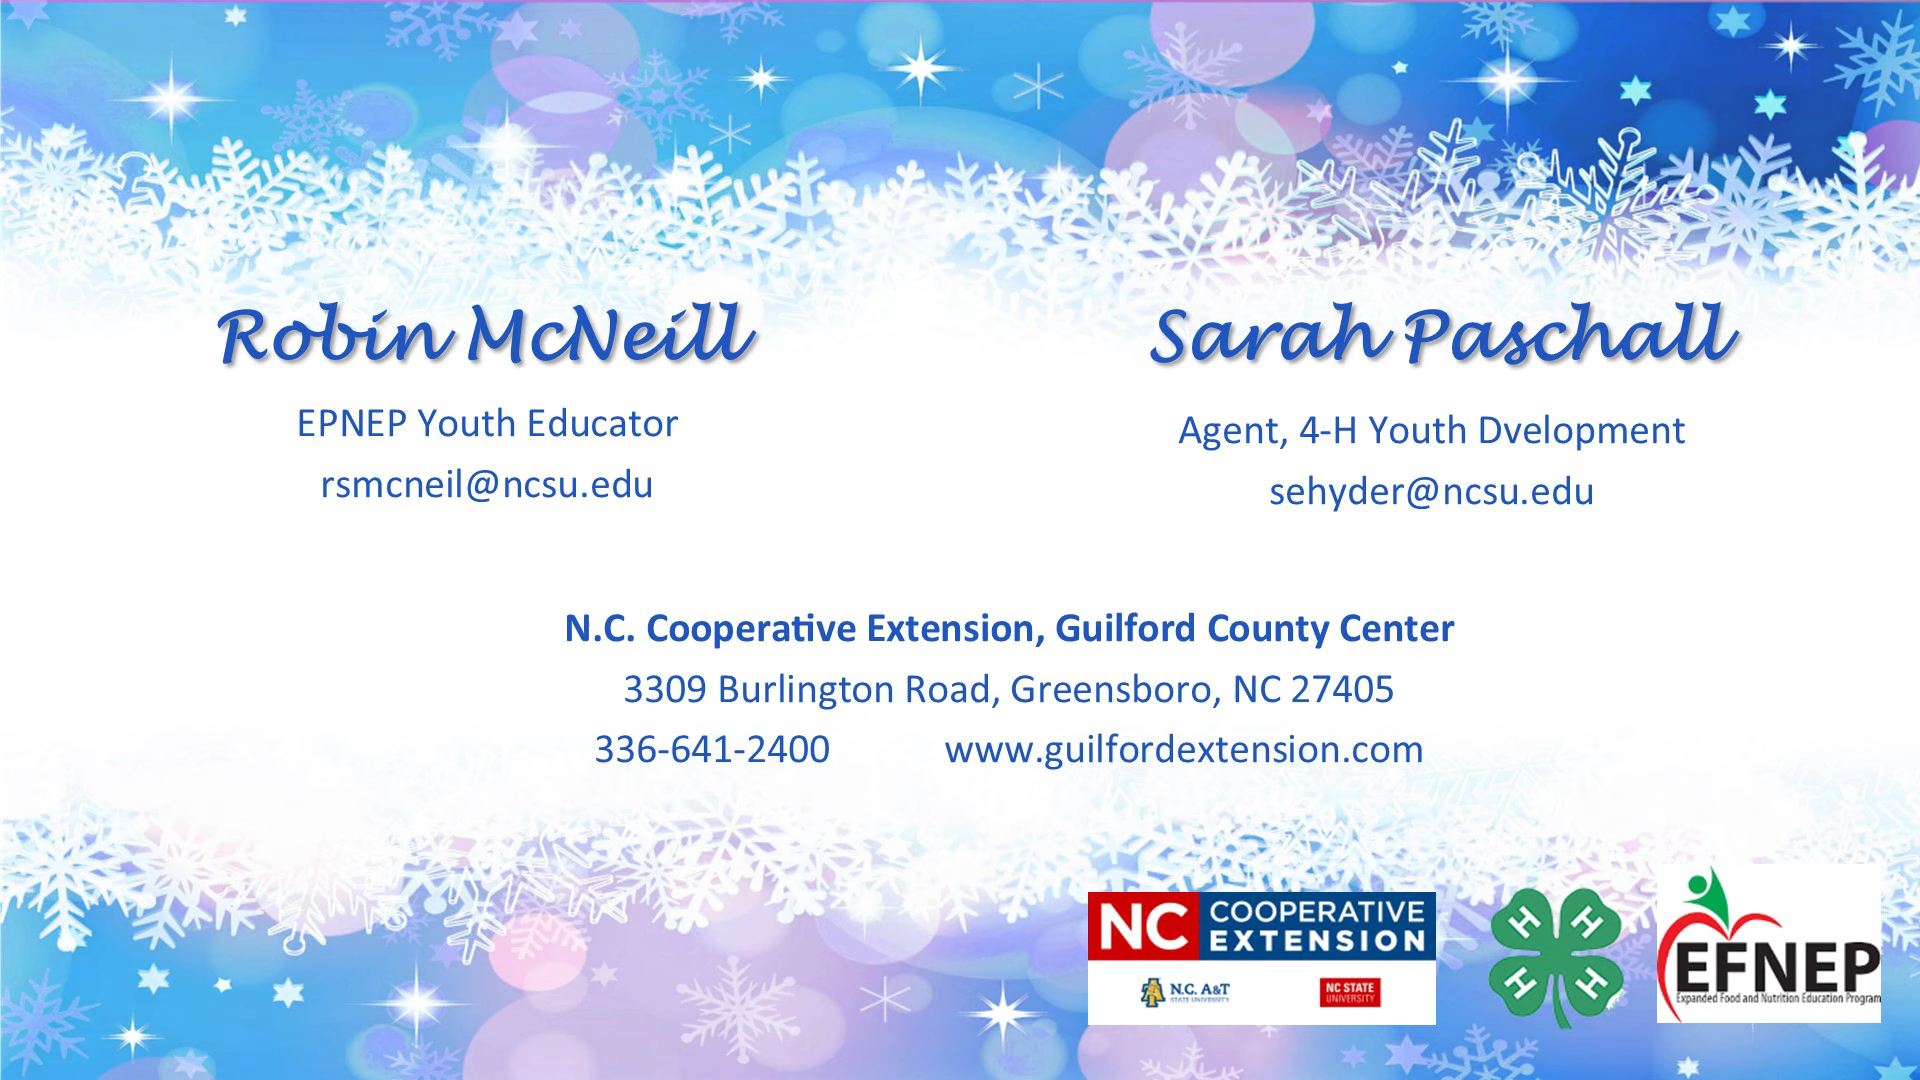 Robin McNeill
EPNEP Youth Educator
rsmcneil@ncsu.edu
Sarah Paschall
Agent, 4-H Youth Dvelopment
sehyder@ncsu.edu
N.C. Cooperative Extension, Guilford County Center
3309 Burlington Road, Greensboro, NC 27405
336-641-2400 www.guilfordextension.com
NC COOPERATIVE
EXTENSION
N.C. A&T
STATE UNIVERSITY
NC STATE
UNIVERSITY
H H
H H
EFNEP
Expanded Food and Nutrition Education Program